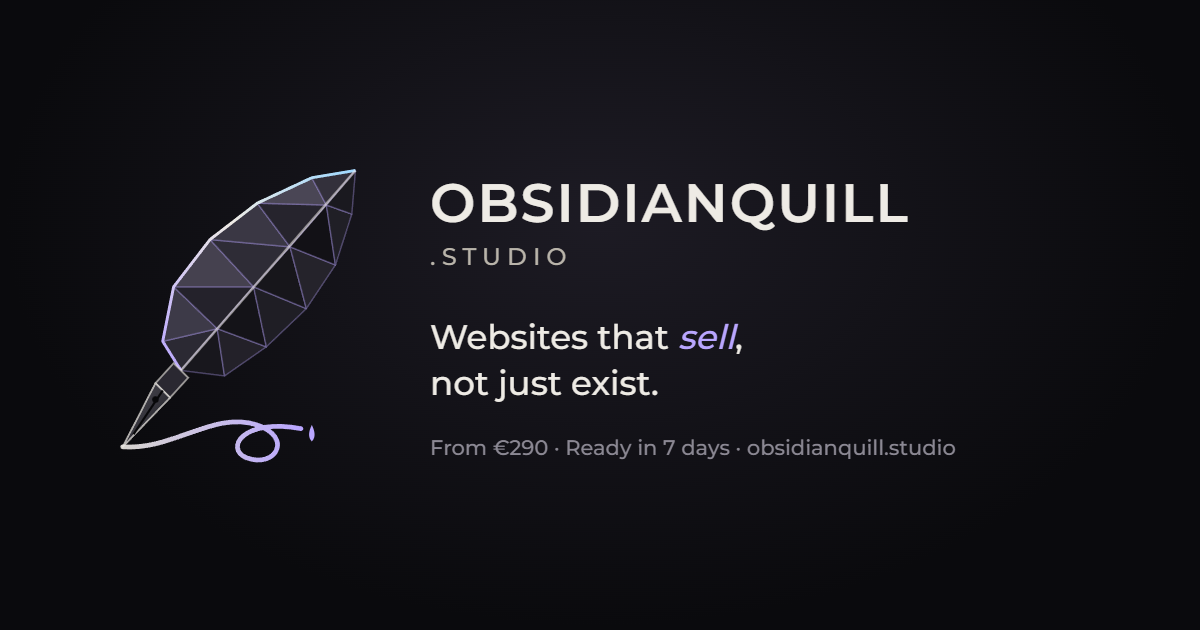 OBSIDIANQUILL
.STUDIO
Websites that sell,
not just exist.
From €290 · Ready in 7 days · obsidianquill.studio